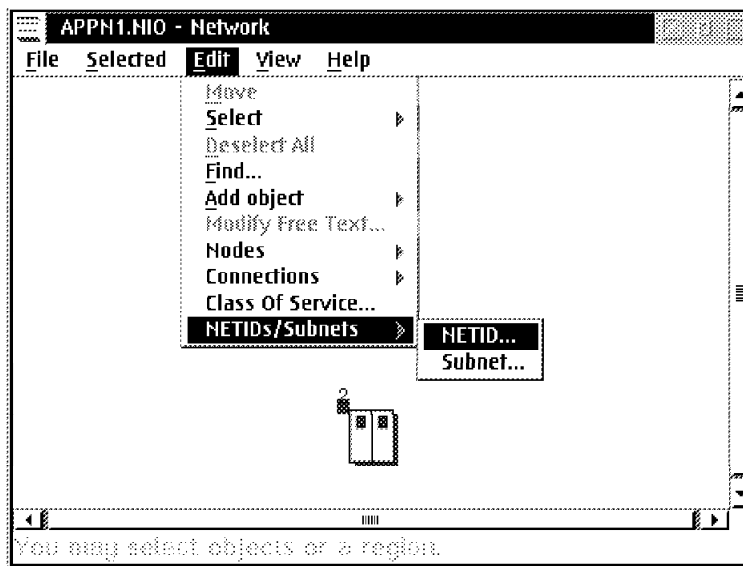 APPN1.NIO - Network
File Selected Edit View Help
Move
Select
Deselect All
Find...
Add object
Modify Free Text...
Nodes
Connections
Class Of Service...
NETIDs/Subnets
NETID...
Subnet...
2
You may select objects or a region.